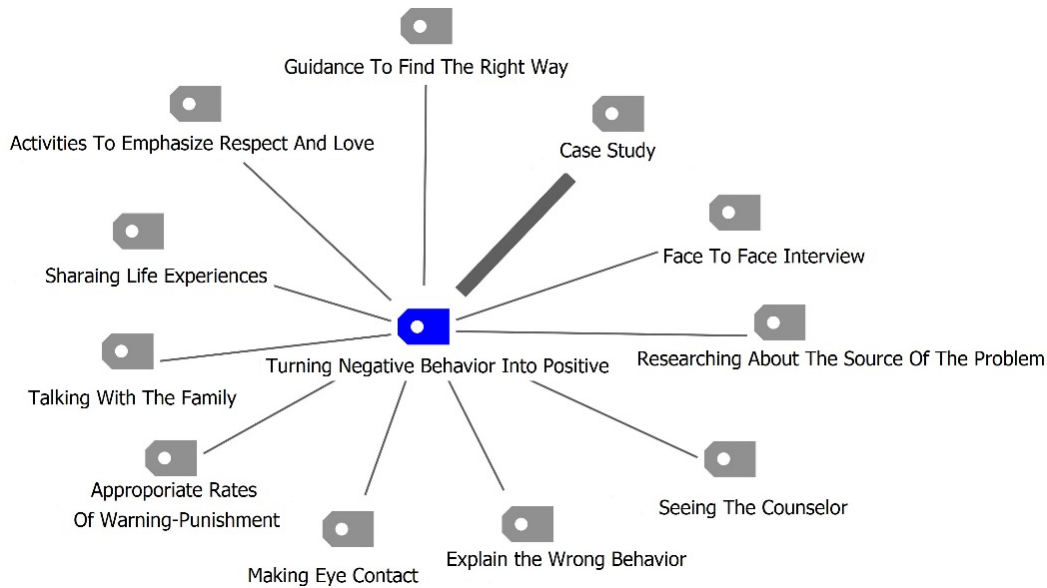 Guidance To Find The Right Way
Activities To Emphasize Respect And Love
Case Study
Sharaing Life Experiences
Face To Face Interview
Turning Negative Behavior Into Positive
Researching About The Source Of The Problem
Talking With The Family
Approporiate Rates
Of Warning-Punishment
Seeing The Counselor
Making Eye Contact
Explain the Wrong Behavior